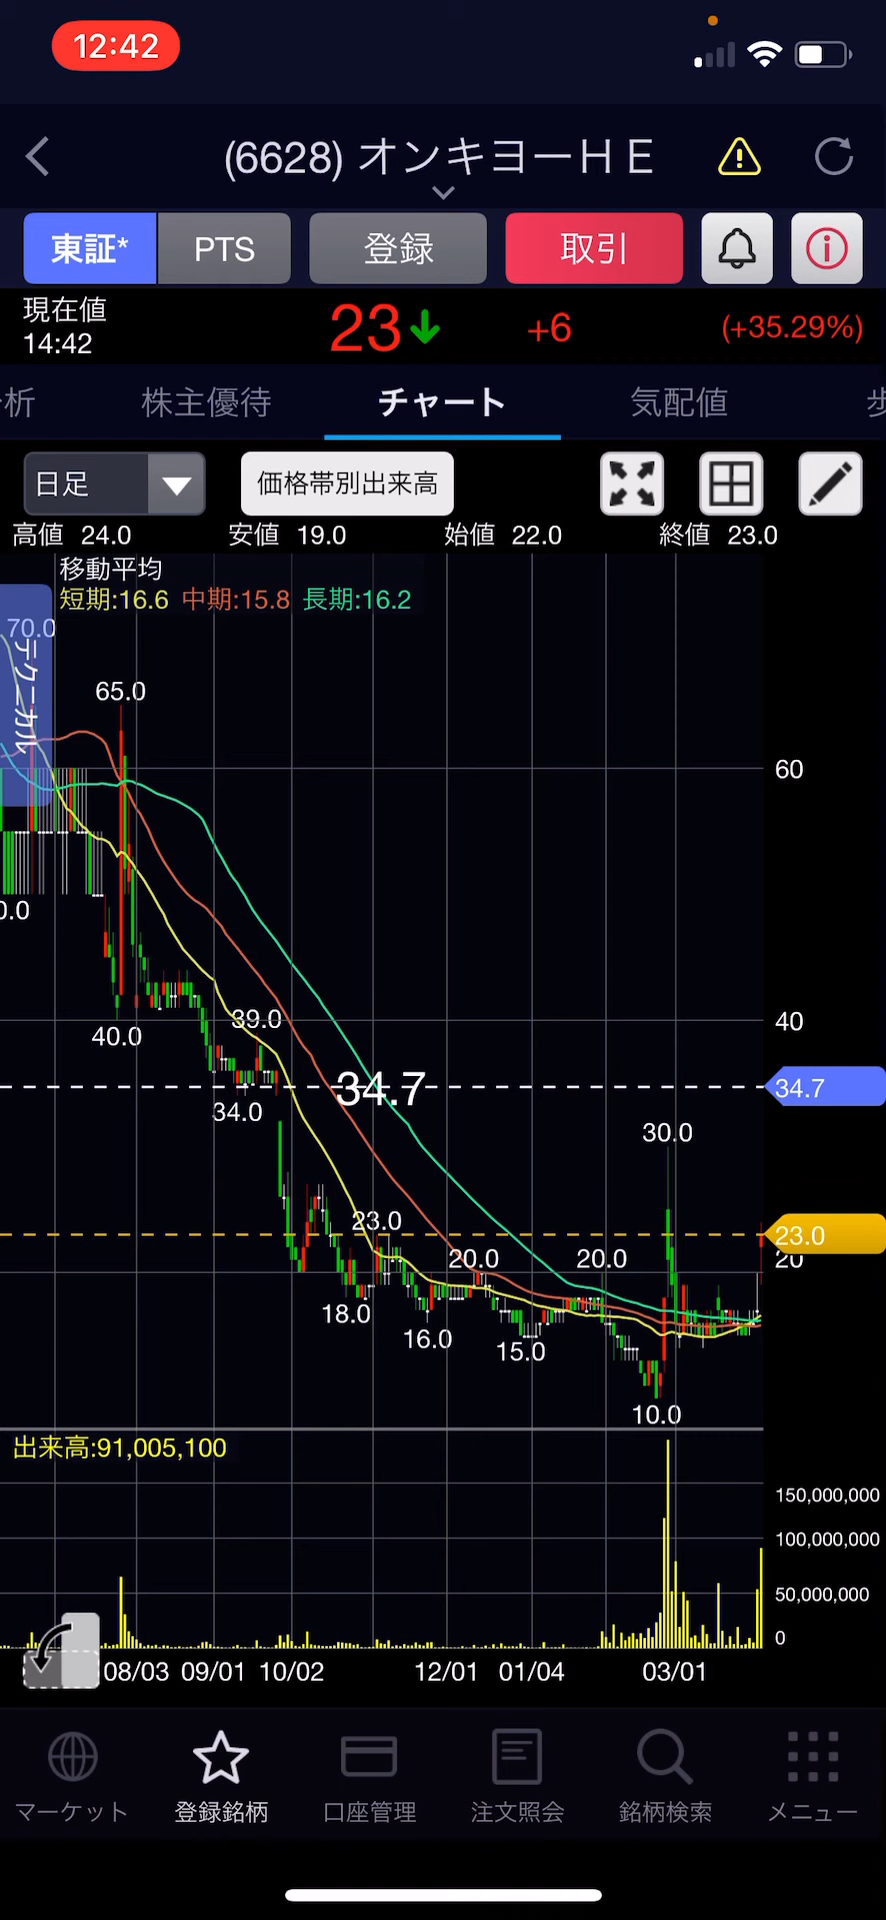 12:42
(6628) オンキヨーＨＥ
東証* PTS 登録 取引
現在値
14:42
23 +6 (+35.29%)
析 株主優待 チャート 気配値 歩
日足 価格帯別出来高
高値 24.0 安値 19.0 始値 22.0 終値 23.0
移動平均
短期:16.6 中期:15.8 長期:16.2
70.0
テクニカル
65.0
60
0.0
39.0
40
40.0
34.7
34.7
34.0
30.0
23.0
23.0
20.0
20.0
20
18.0
16.0
15.0
10.0
出来高:91,005,100
150,000,000
100,000,000
50,000,000
0
08/03 09/01 10/02 12/01 01/04 03/01
マーケット 登録銘柄 口座管理 注文照会 銘柄検索 メニュー